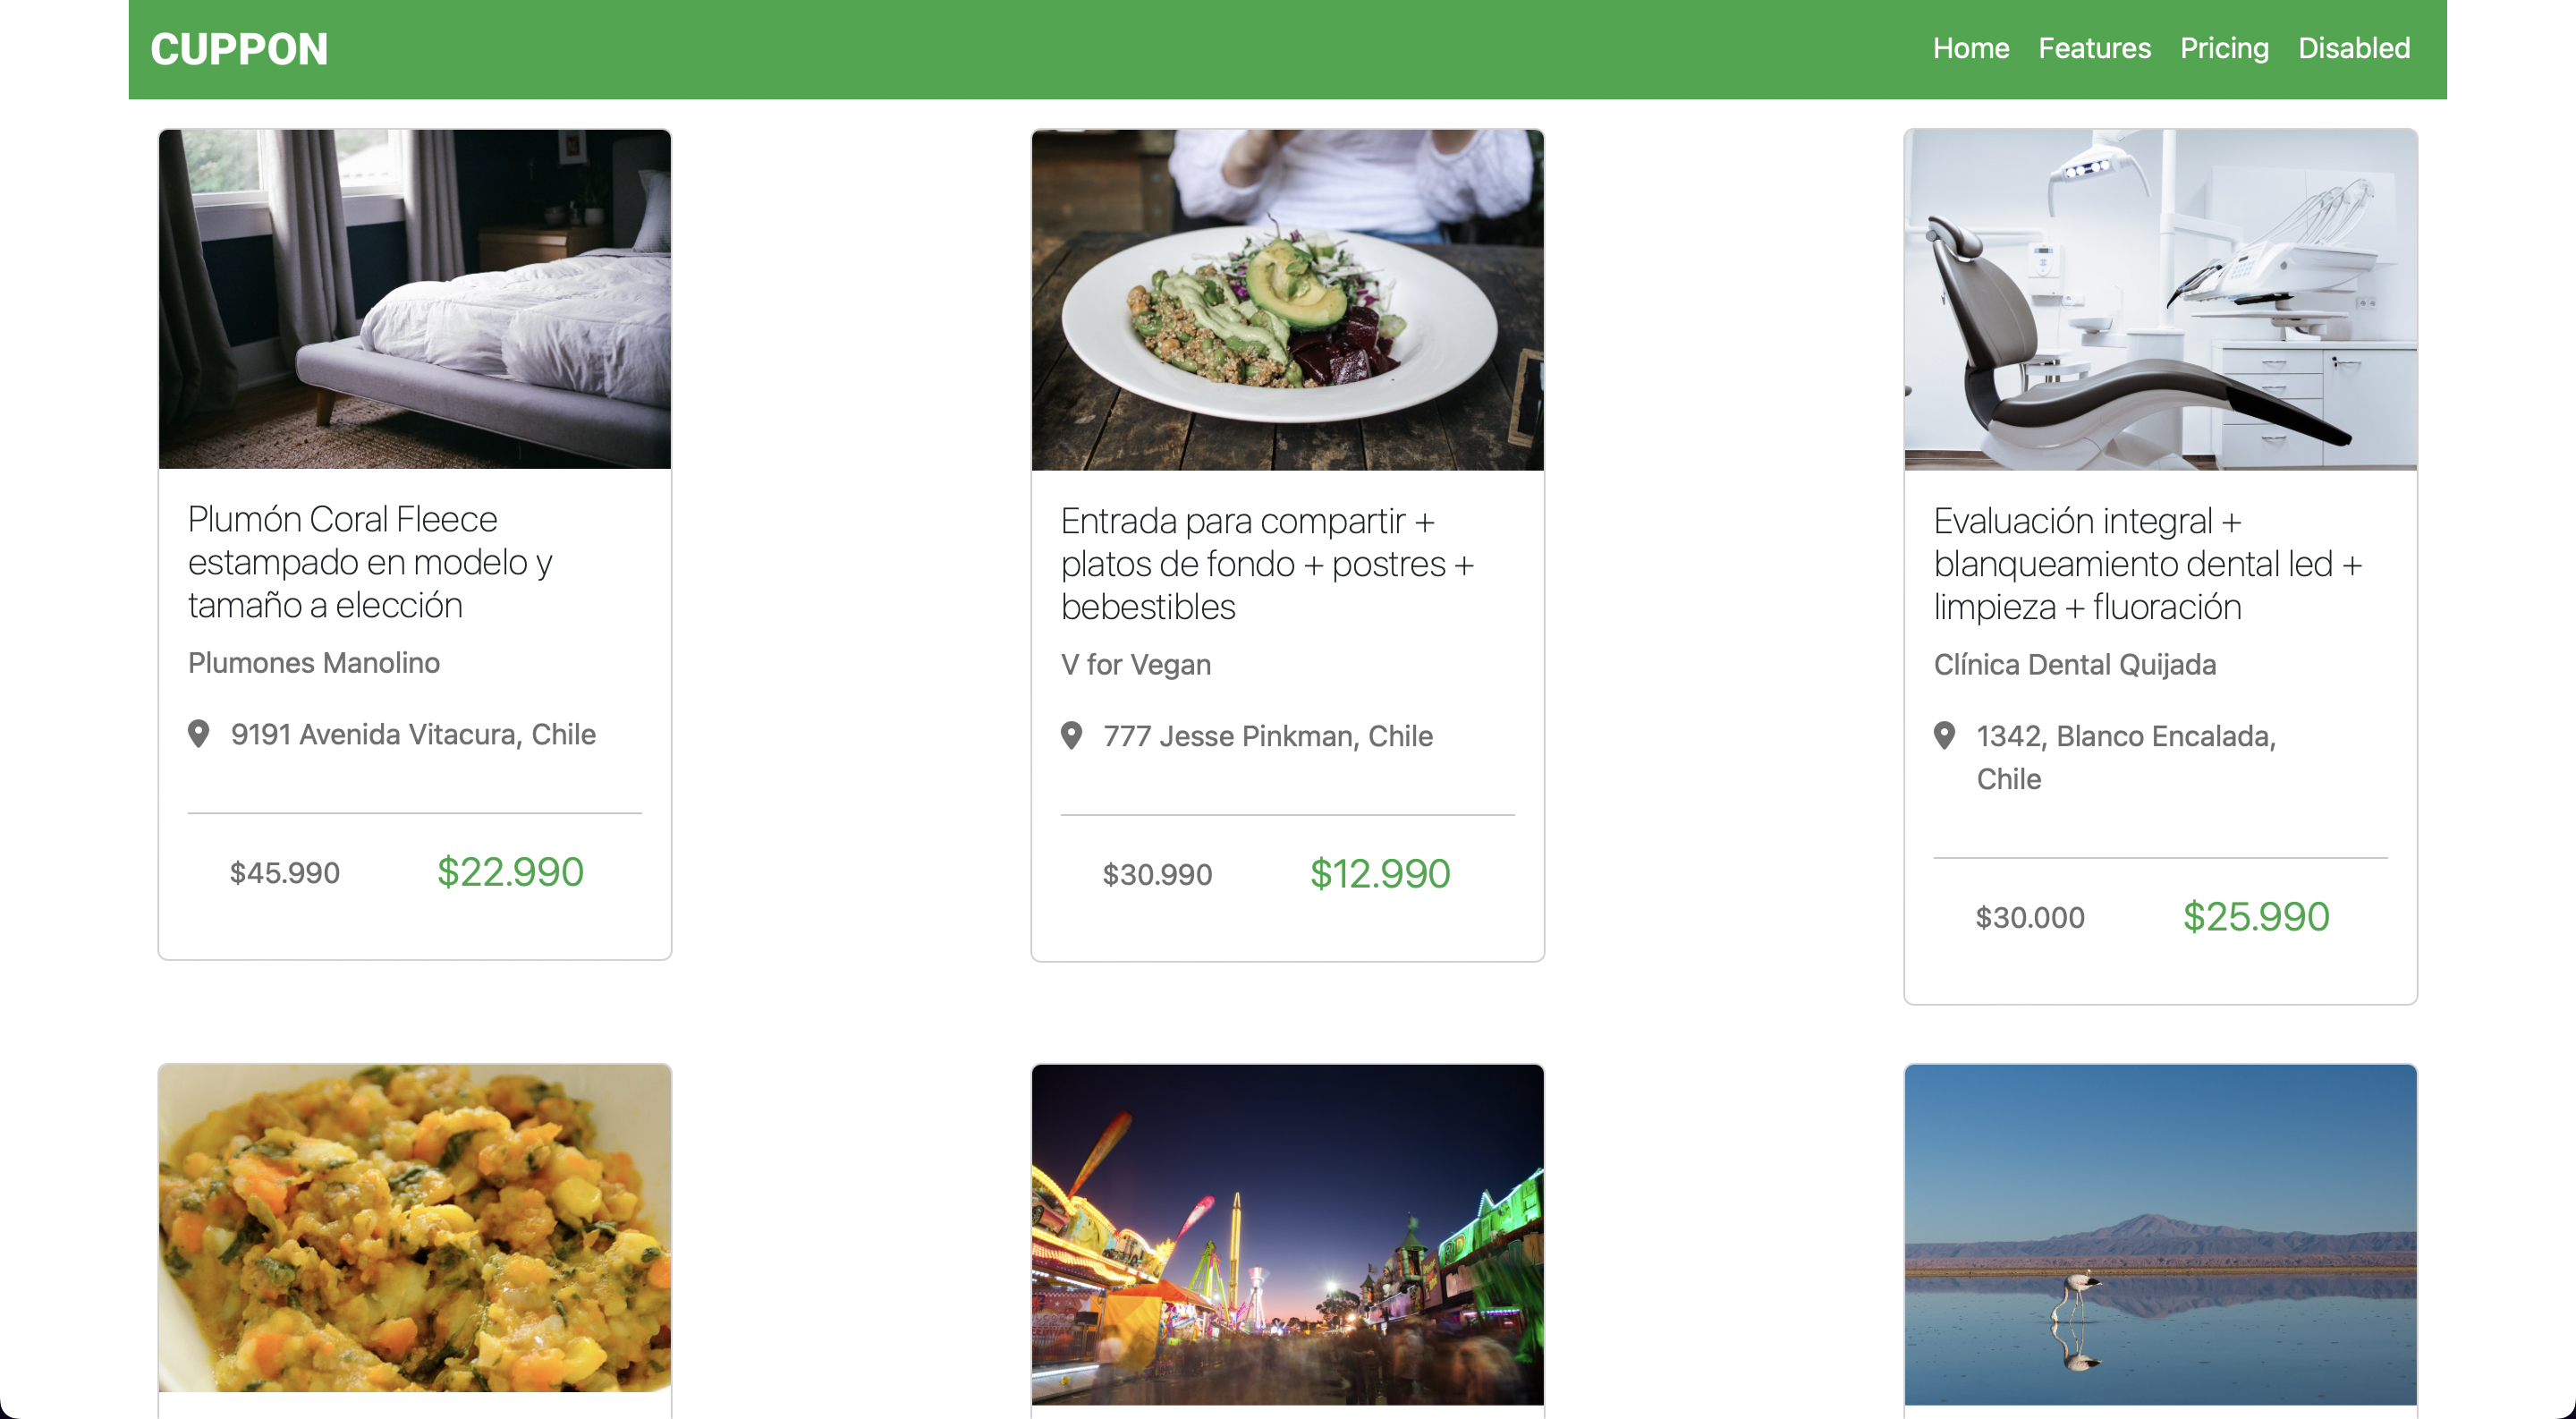 CUPPON
Home Features Pricing Disabled
Plumón Coral Fleece
estampado en modelo y
tamaño a elección
Plumones Manolino
9191 Avenida Vitacura, Chile
$45.990 $22.990
Entrada para compartir +
platos de fondo + postres +
bebestibles
V for Vegan
777 Jesse Pinkman, Chile
$30.990 $12.990
Evaluación integral +
blanqueamiento dental led +
limpieza + fluoración
Clínica Dental Quijada
1342, Blanco Encalada,
Chile
$30.000 $25.990